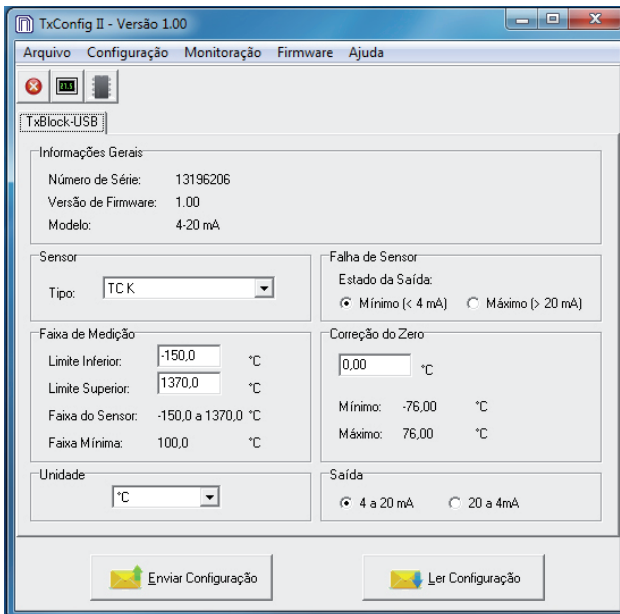 TxConfig II - Versão 1.00
Arquivo Configuração Monitoração Firmware Ajuda
21.5
TxBlock-USB
Informações Gerais
Número de Série: 13196206
Versão de Firmware: 1.00
Modelo: 4-20 mA
Sensor
Tipo: TC K
Falha de Sensor
Estado da Saída:
Mínimo (< 4 mA) Máximo (> 20 mA)
Faixa de Medição
Limite Inferior: -150,0 °C
Limite Superior: 1370,0 °C
Faixa do Sensor: -150,0 a 1370,0 °C
Faixa Mínima: 100,0 °C
Correção do Zero
0,00 °C
Mínimo: -76,00 °C
Máximo: 76,00 °C
Unidade
°C
Saída
4 a 20 mA 20 a 4mA
Enviar Configuração Ler Configuração